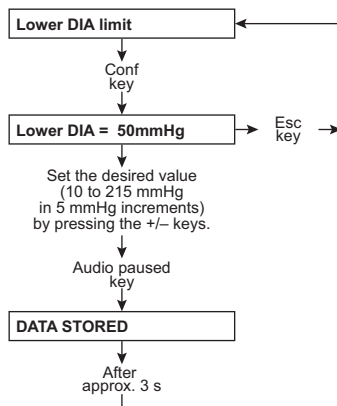 Lower DIA limit
Conf
key
Lower DIA = 50mmHg
Esc
key
Set the desired value
(10 to 215 mmHg
in 5 mmHg increments)
by pressing the +/– keys.
Audio paused
key
DATA STORED
After
approx. 3 s